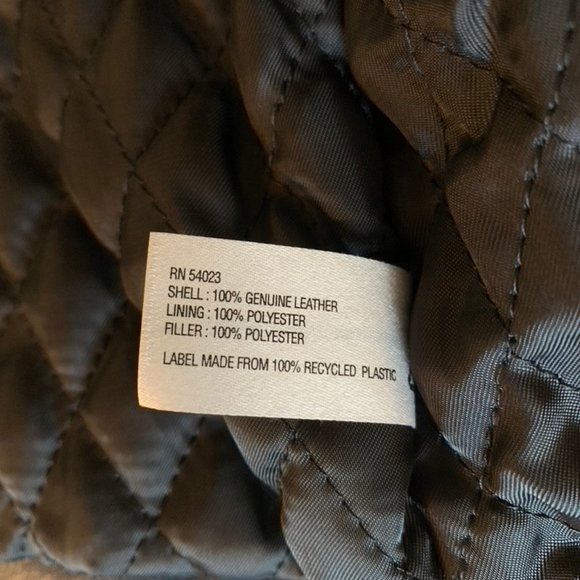 RN 54023
SHELL : 100% GENUINE LEATHER
LINING : 100% POLYESTER
FILLER : 100% POLYESTER
LABEL MADE FROM 100% RECYCLED PLASTIC